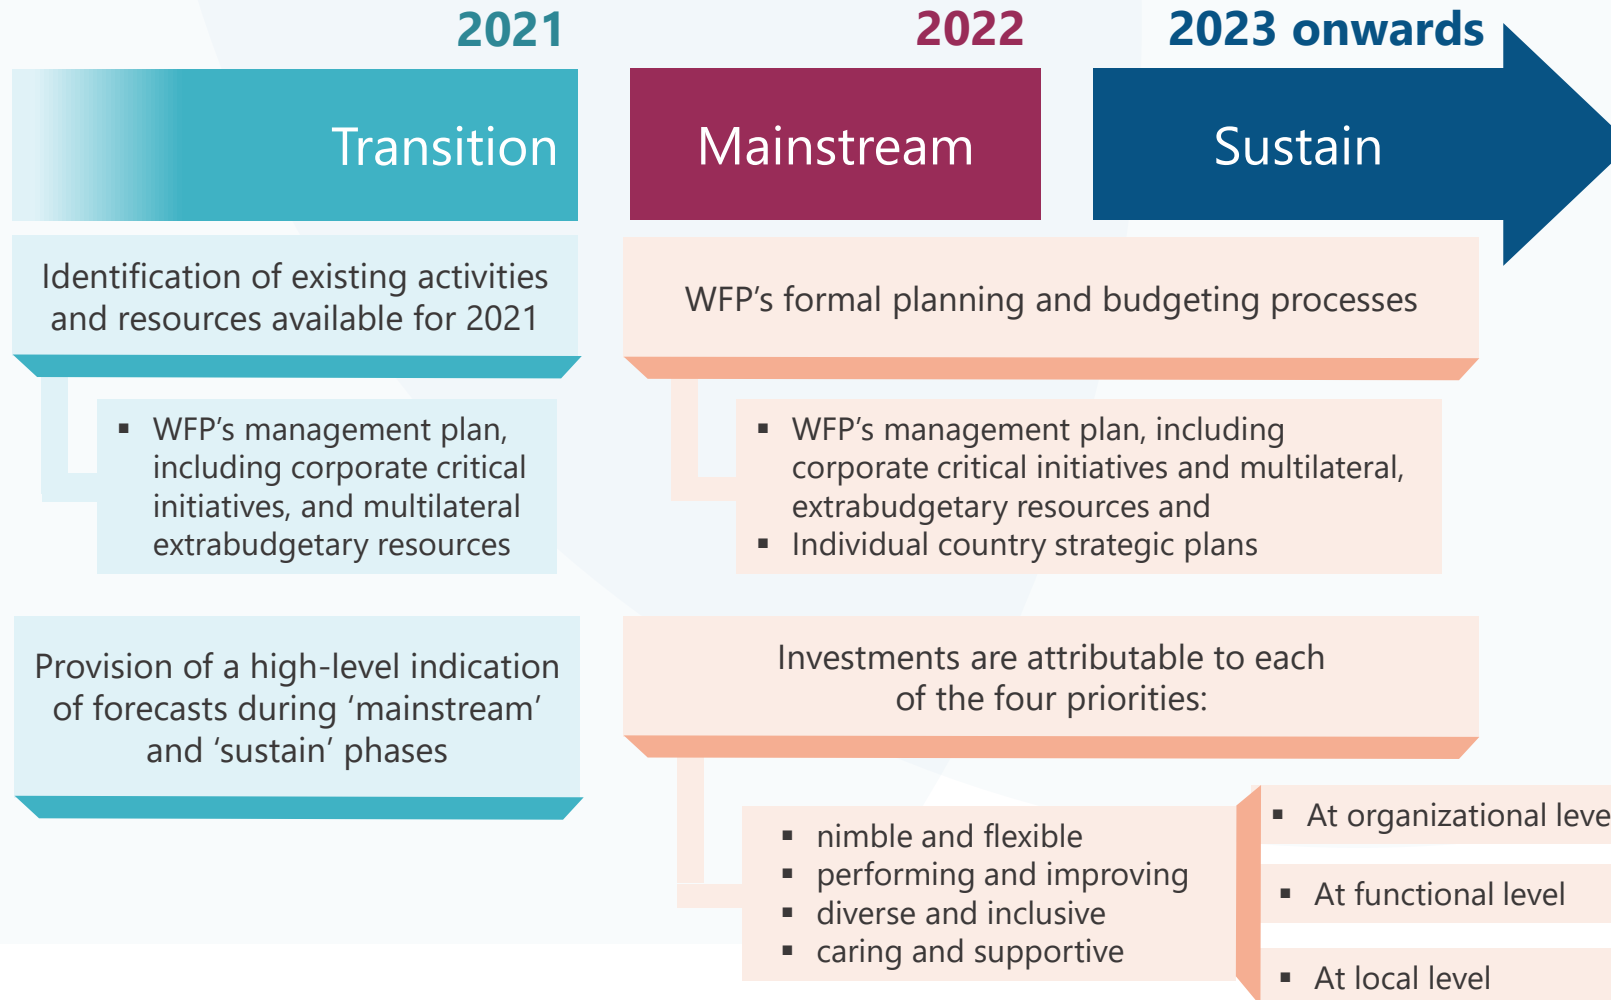 2021
2022
2023 onwards
Transition
Mainstream
Sustain
Identification of existing activities
and resources available for 2021
▪ WFP’s management plan,
including corporate critical
initiatives, and multilateral
extrabudgetary resources
Provision of a high-level indication
of forecasts during ‘mainstream’
and ‘sustain’ phases
WFP’s formal planning and budgeting processes
▪ WFP’s management plan, including
corporate critical initiatives and multilateral,
extrabudgetary resources and
▪ Individual country strategic plans
Investments are attributable to each
of the four priorities:
▪ nimble and flexible
▪ performing and improving
▪ diverse and inclusive
▪ caring and supportive
▪ At organizational leve
▪ At functional level
▪ At local level